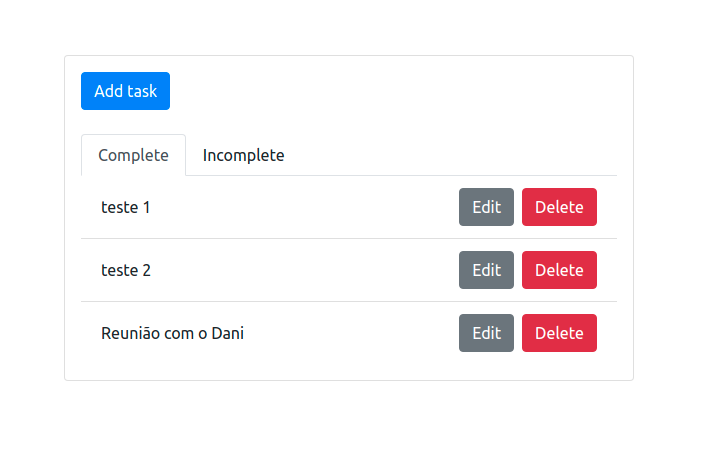 Add task
Complete Incomplete
teste 1 Edit Delete
teste 2 Edit Delete
Reunião com o Dani Edit Delete